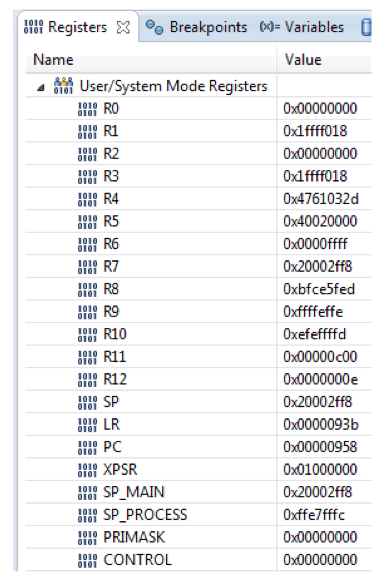 Registers Breakpoints (x)= Variables
Name Value
User/System Mode Registers
R0 0x00000000
R1 0x1ffff018
R2 0x00000000
R3 0x1ffff018
R4 0x4761032d
R5 0x40020000
R6 0x0000ffff
R7 0x20002ff8
R8 0xbfce5fed
R9 0xffffeffe
R10 0xefeffffd
R11 0x00000c00
R12 0x0000000e
SP 0x20002ff8
LR 0x0000093b
PC 0x00000958
XPSR 0x01000000
SP_MAIN 0x20002ff8
SP_PROCESS 0xffe7fffc
PRIMASK 0x00000000
CONTROL 0x00000000